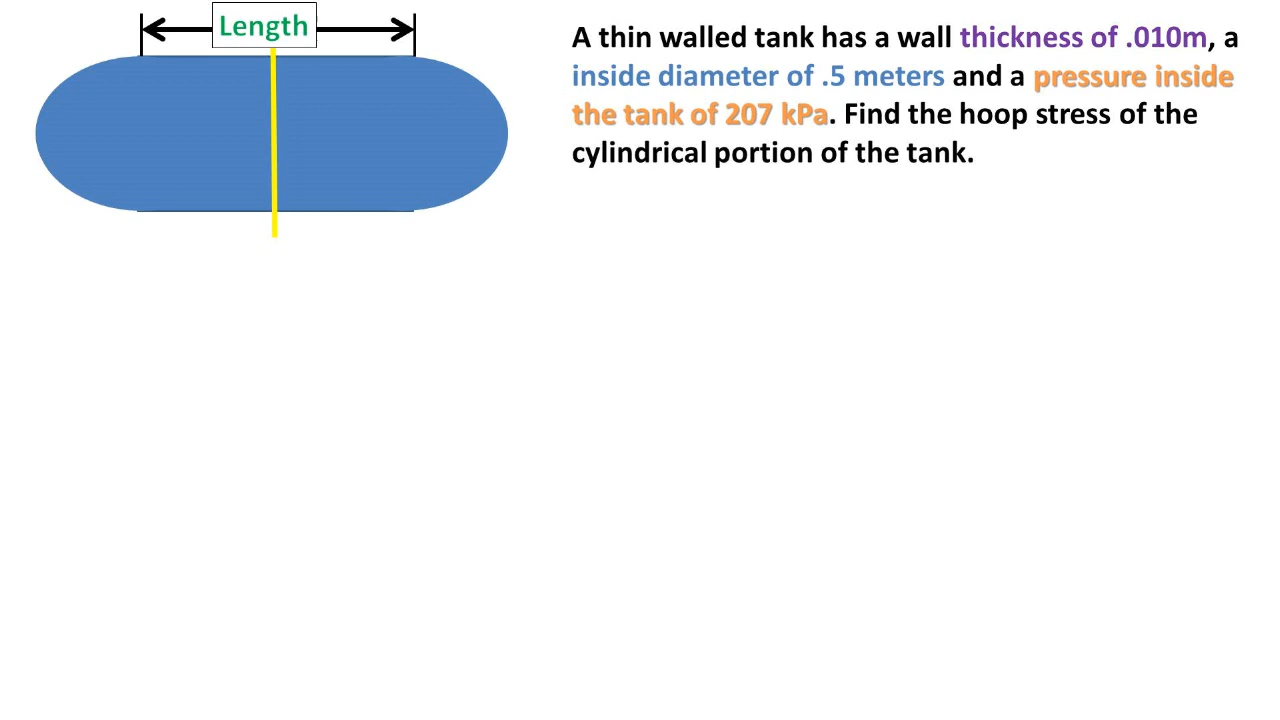 Length
A thin walled tank has a wall thickness of .010m, a
inside diameter of .5 meters and a pressure inside
the tank of 207 kPa. Find the hoop stress of the
cylindrical portion of the tank.